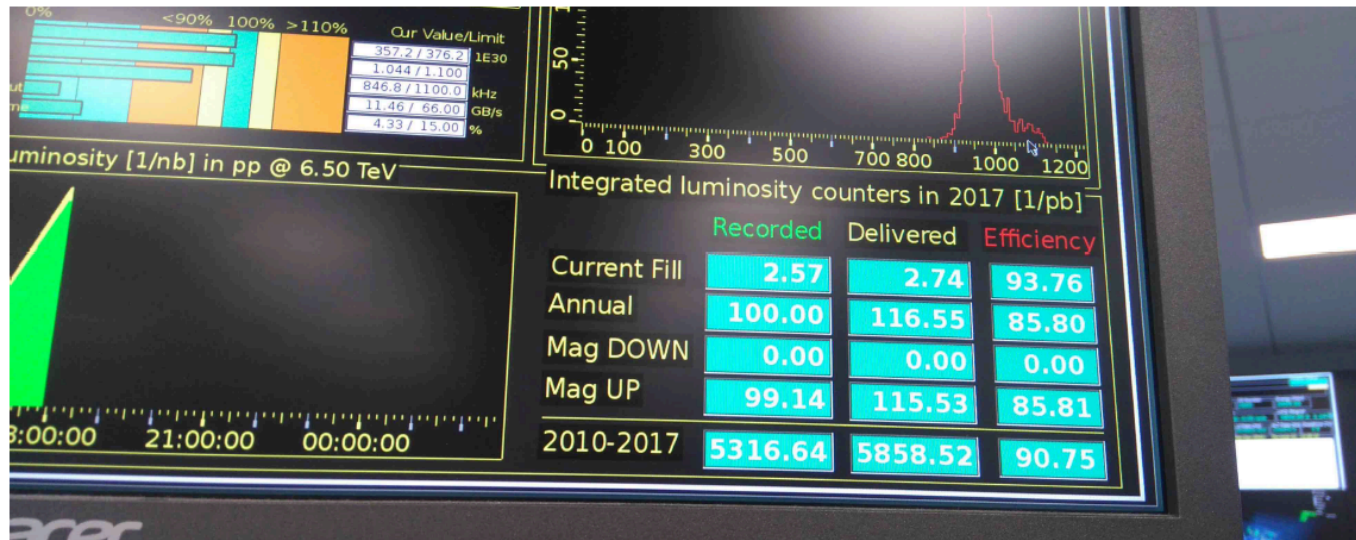 0% <90% 100% >110% Cur Value/Limit
357.2 / 376.2 1E30
1.044 / 1.100
846.8 / 1100.0 kHz
11.46 / 66.00 GB/s
4.33 / 15.00 %
50
0
0 100 300 500 700 800 1000 1200
uminosity [1/nb] in pp @ 6.50 TeV
3:00:00 21:00:00 00:00:00
Integrated luminosity counters in 2017 [1/pb]
Recorded Delivered Efficiency
Current Fill 2.57 2.74 93.76
Annual 100.00 116.55 85.80
Mag DOWN 0.00 0.00 0.00
Mag UP 99.14 115.53 85.81
2010-2017 5316.64 5858.52 90.75
acer